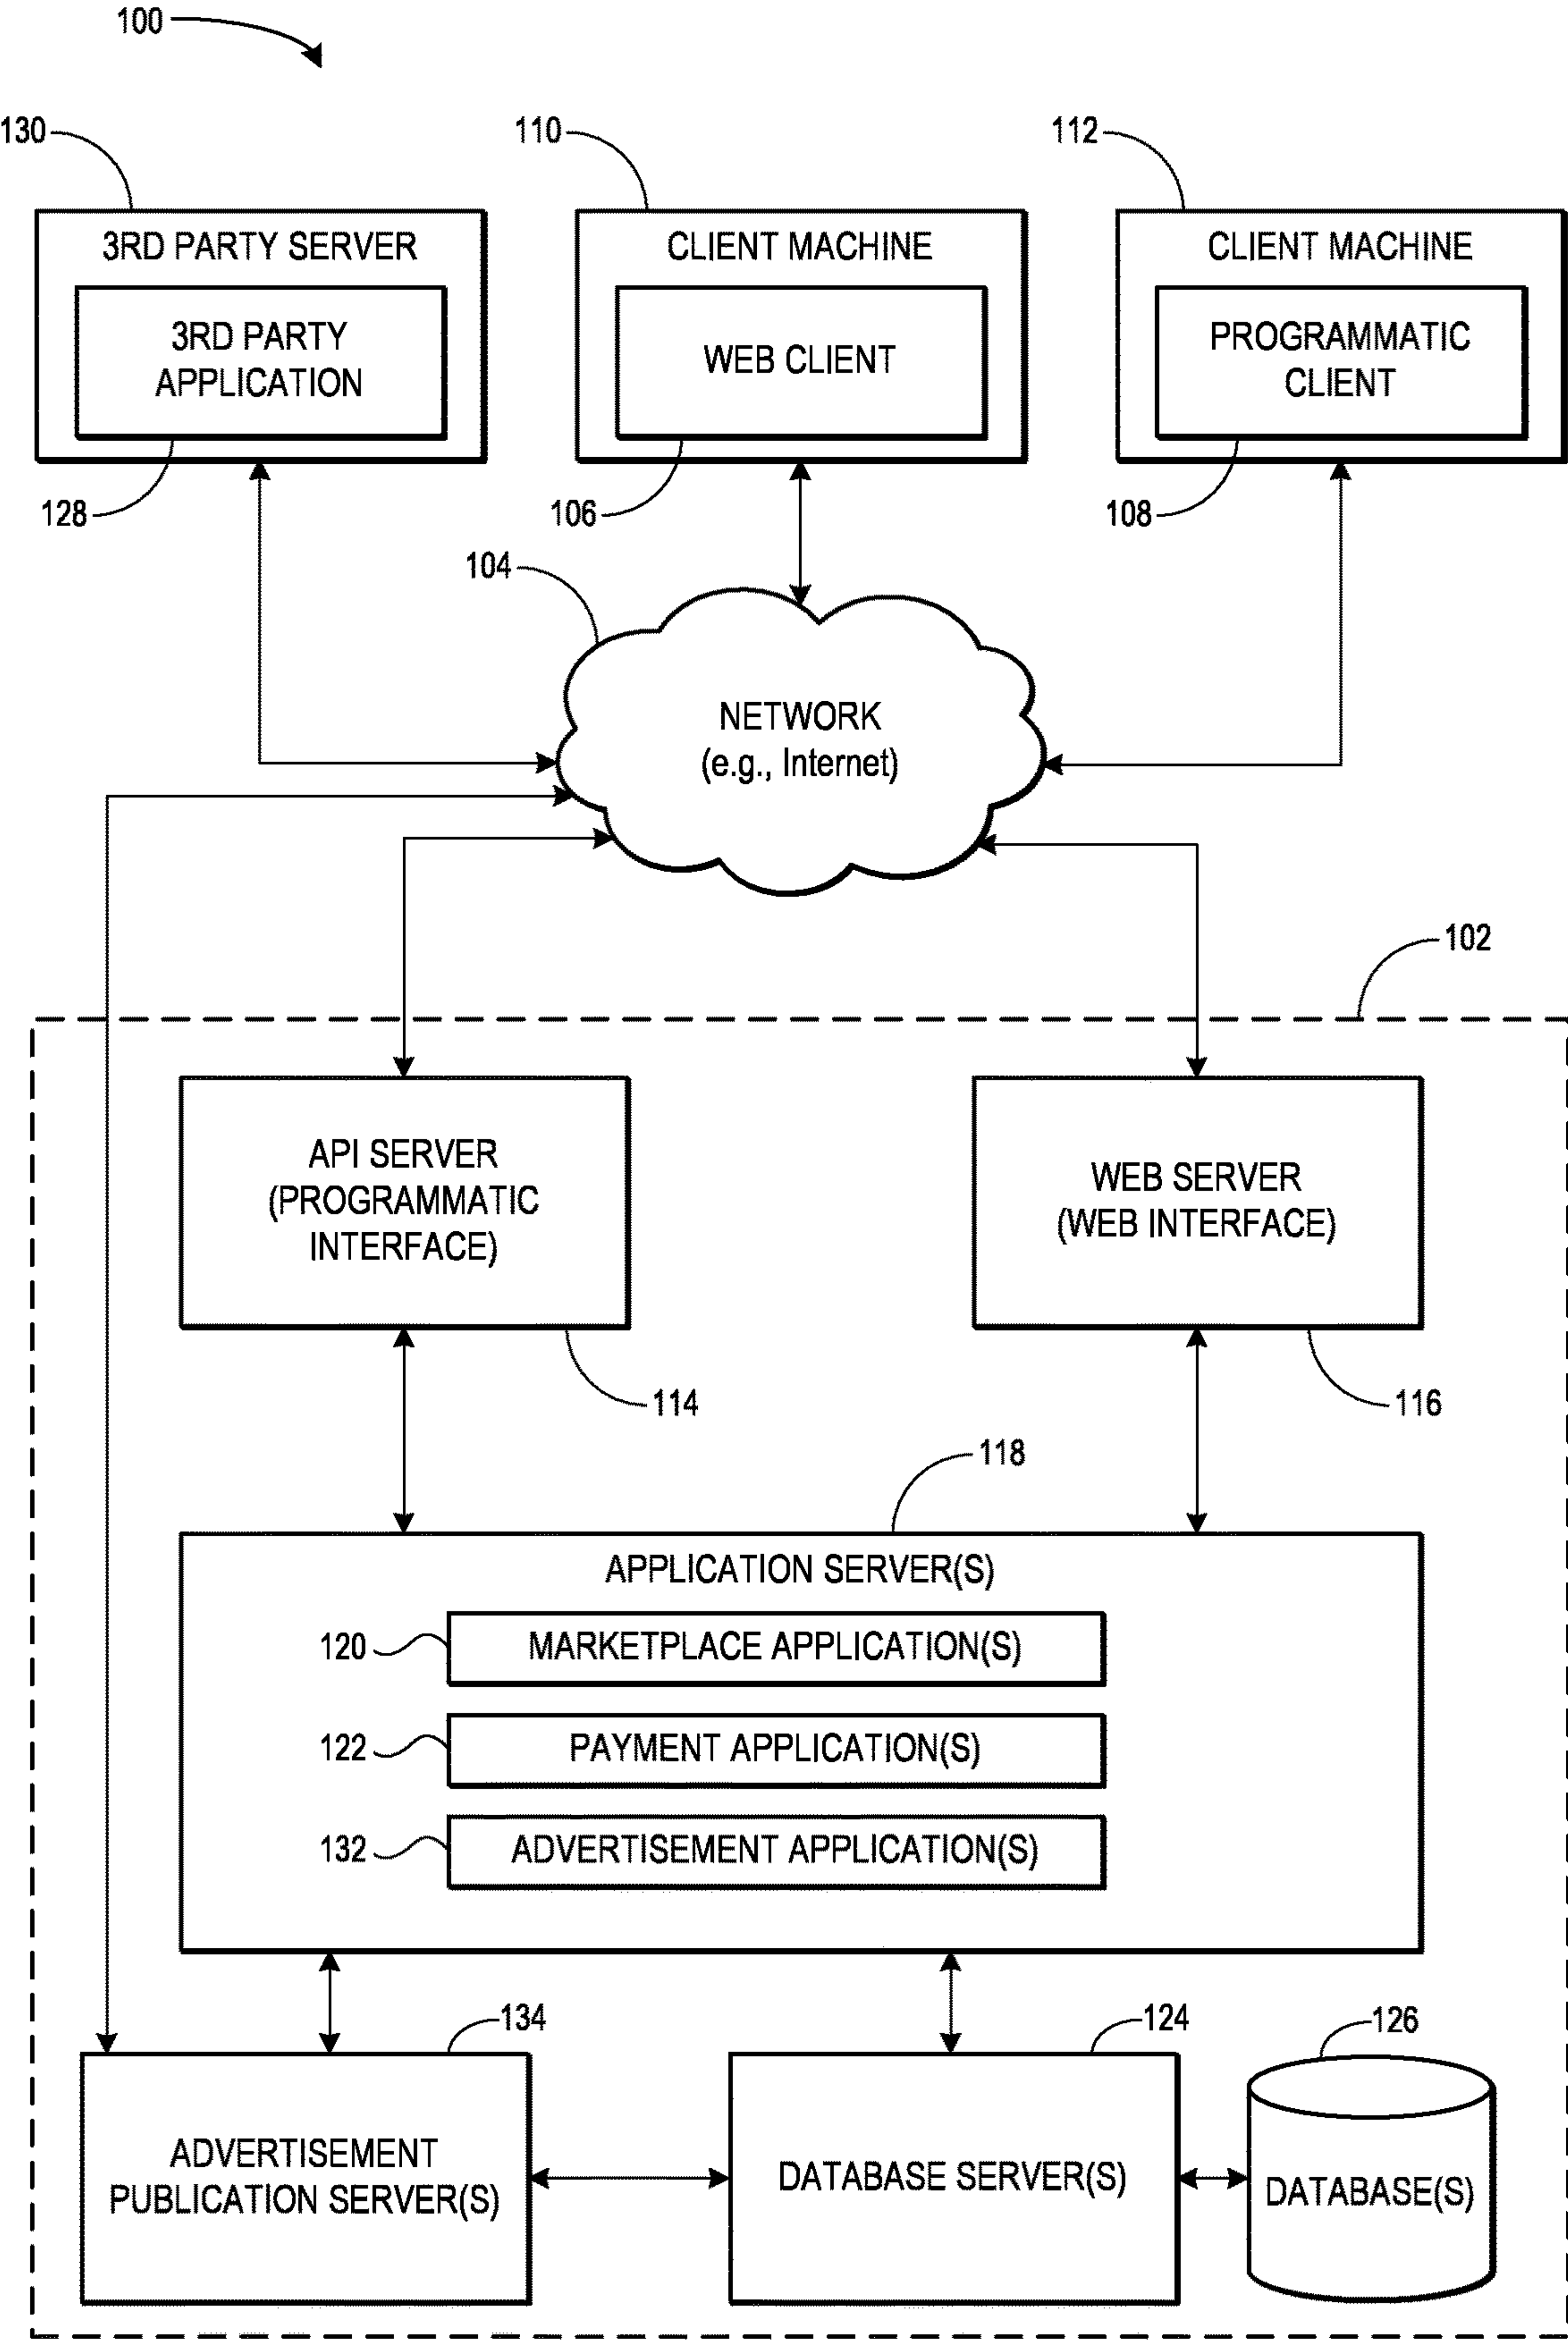 100
130
110
112
3RD PARTY SERVER
CLIENT MACHINE
CLIENT MACHINE
3RD PARTY
APPLICATION
WEB CLIENT
PROGRAMMATIC
CLIENT
128
106
108
104
NETWORK
(e.g., Internet)
102
API SERVER
(PROGRAMMATIC
INTERFACE)
WEB SERVER
(WEB INTERFACE)
114
116
118
APPLICATION SERVER(S)
120
MARKETPLACE APPLICATION(S)
122
PAYMENT APPLICATION(S)
132
ADVERTISEMENT APPLICATION(S)
134
124
126
ADVERTISEMENT
PUBLICATION SERVER(S)
DATABASE SERVER(S)
DATABASE(S)